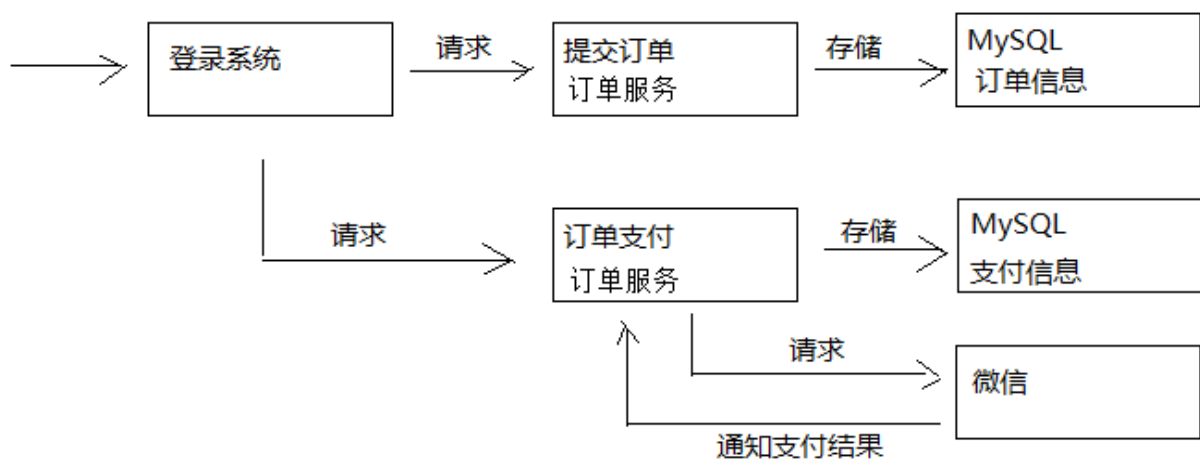 登录系统
请求
提交订单
订单服务
存储
MySQL
订单信息
请求
订单支付
订单服务
存储
MySQL
支付信息
请求
微信
通知支付结果